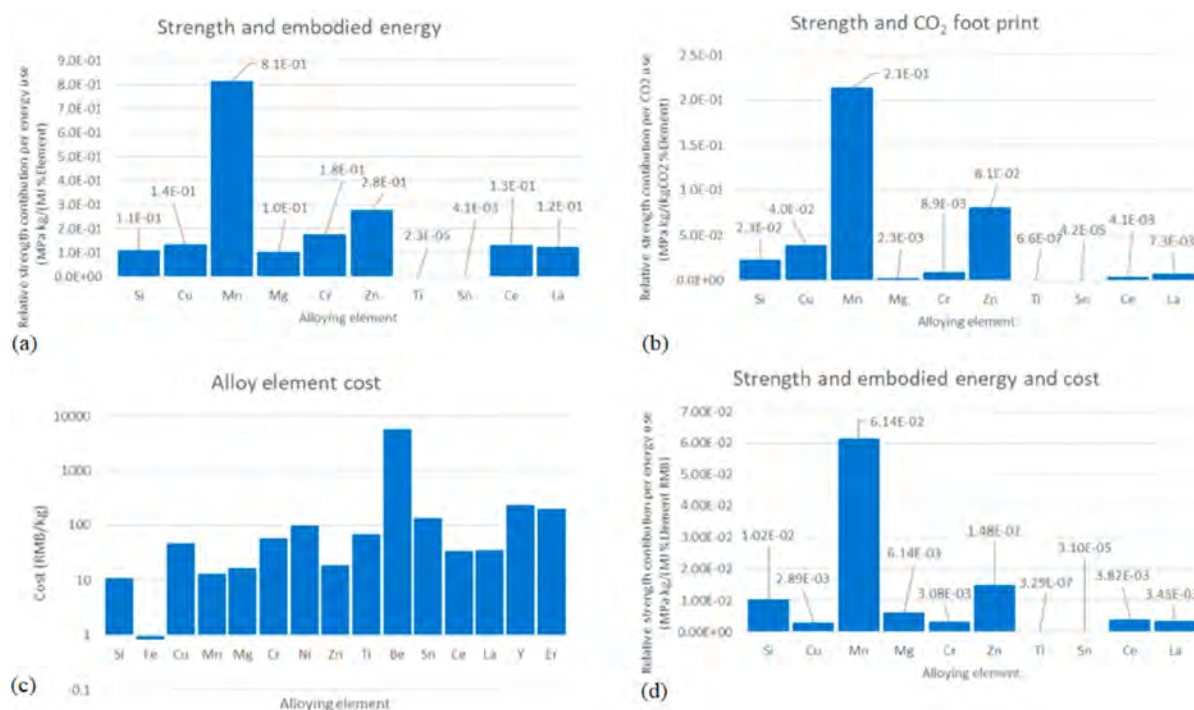 Strength and embodied energy
Relative strength contribution per energy use
(MPa kg/(MJ %Element)
9.0E-01
8.0E-01
7.0E-01
6.0E-01
5.0E-01
4.0E-01
3.0E-01
2.0E-01
1.0E-01
0.0E+00
1.1E-01
1.4E-01
8.1E-01
1.0E-01
1.8E-01
2.8E-01
2.3E-05
4.1E-03
1.3E-01
1.2E-01
Si Cu Mn Mg Cr Zn Ti Sn Ce La
Alloying element
(a)
Strength and CO₂ foot print
Relative strength contibution per CO2 use
(MPa kg/(kgCO2 %Element)
2.5E-01
2.0E-01
1.5E-01
1.0E-01
5.0E-02
0.0E+00
2.3E-02
4.0E-02
2.1E-01
2.3E-03
8.9E-03
8.1E-02
6.6E-07
4.2E-05
4.1E-03
7.3E-03
Si Cu Mn Mg Cr Zn Ti Sn Ce La
Alloying element
(b)
Alloy element cost
Cost (RMB/kg)
10000
1000
100
10
1
0.1
Si Fe Cu Mn Mg Cr Ni Zn Ti Be Sn Ce La Y Er
Alloying element
(c)
Strength and embodied energy and cost
Relative strength contribution per energy use
(MPa kg/(MJ %Element RMB)
7.00E-02
6.00E-02
5.00E-02
4.00E-02
3.00E-02
2.00E-02
1.00E-02
0.00E+00
1.02E-02
2.89E-03
6.14E-02
6.14E-03
3.08E-03
1.48E-02
3.29E-07
3.10E-05
3.82E-03
Si Cu Mn Mg Cr Zn Ti Sn Ce La
Alloying element
(d)